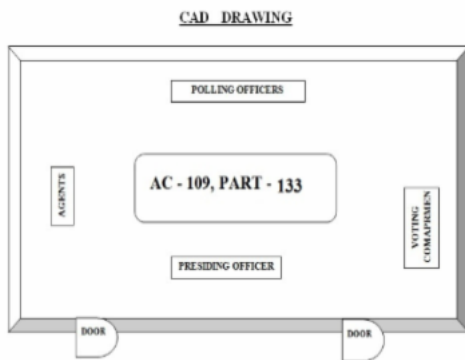 CAD DRAWING
POLLING OFFICERS
AGENTS
AC - 109, PART - 133
VOTING
COMAPRMEN
PRESIDING OFFICER
DOOR
DOOR